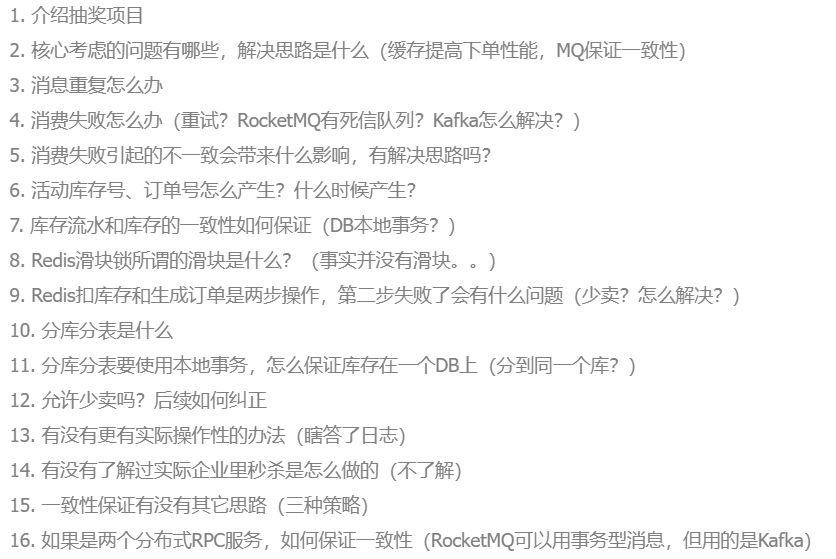 1. 介绍抽奖项目
2. 核心考虑的问题有哪些，解决思路是什么（缓存提高下单性能，MQ保证一致性）
3. 消息重复怎么办
4. 消费失败怎么办（重试？RocketMQ有死信队列？Kafka怎么解决？）
5. 消费失败引起的不一致会带来什么影响，有解决思路吗？
6. 活动库存号、订单号怎么产生？什么时候产生？
7. 库存流水和库存的一致性如何保证（DB本地事务？）
8. Redis滑块锁所谓的滑块是什么？（事实并没有滑块。。）
9. Redis扣库存和生成订单是两步操作，第二步失败了会有什么问题（少卖？怎么解决？）
10. 分库分表是什么
11. 分库分表要使用本地事务，怎么保证库存在一个DB上（分到同一个库？）
12. 允许少卖吗？后续如何纠正
13. 有没有更有实际操作性的办法（瞎答了日志）
14. 有没有了解过实际企业里秒杀是怎么做的（不了解）
15. 一致性保证有没有其它思路（三种策略）
16. 如果是两个分布式RPC服务，如何保证一致性（RocketMQ可以用事务型消息，但用的是Kafka）